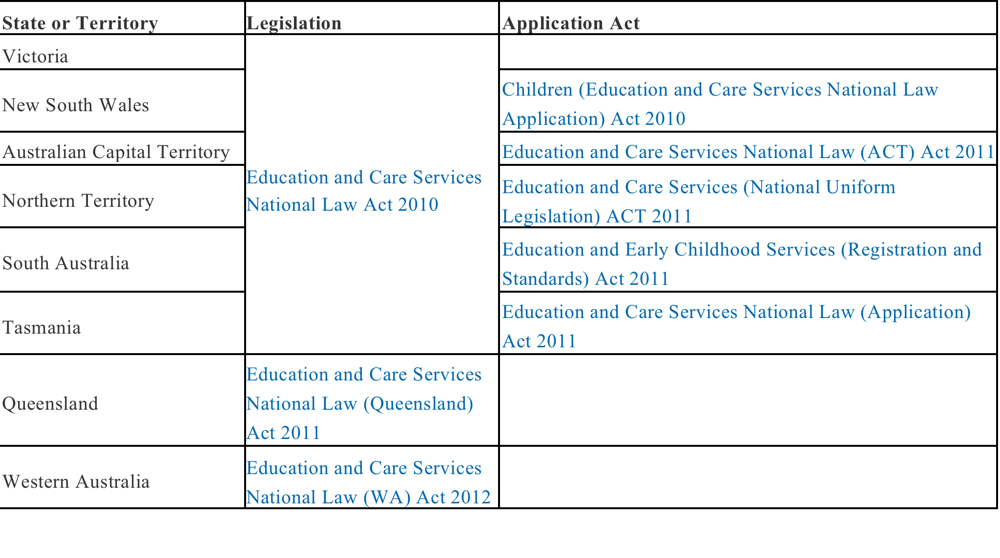 State or Territory
Legislation
Application Act
Victoria
Education and Care Services
National Law Act 2010
New South Wales
Children (Education and Care Services National Law
Application) Act 2010
Australian Capital Territory
Education and Care Services National Law (ACT) Act 2011
Northern Territory
Education and Care Services (National Uniform
Legislation) ACT 2011
South Australia
Education and Early Childhood Services (Registration and
Standards) Act 2011
Tasmania
Education and Care Services National Law (Application)
Act 2011
Queensland
Education and Care Services
National Law (Queensland)
Act 2011
Western Australia
Education and Care Services
National Law (WA) Act 2012